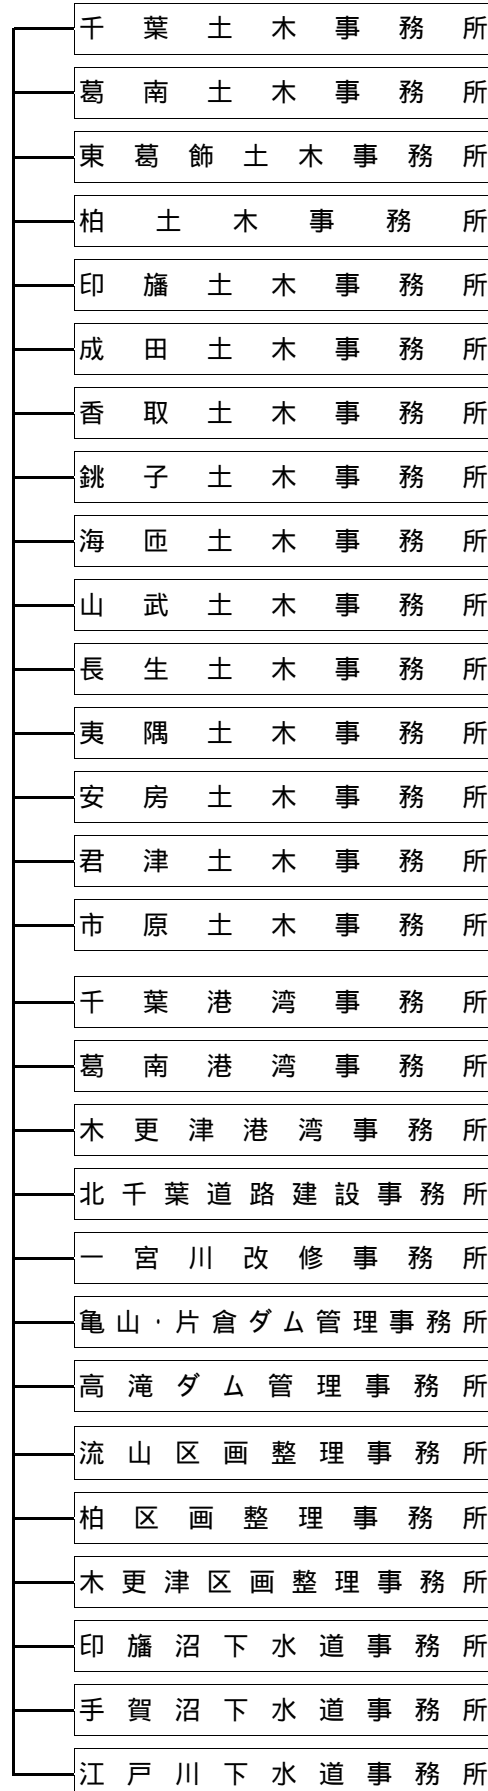 千葉土木事務所
葛南土木事務所
東葛飾土木事務所
柏土木事務所
印旛土木事務所
成田土木事務所
香取土木事務所
銚子土木事務所
海匝土木事務所
山武土木事務所
長生土木事務所
夷隅土木事務所
安房土木事務所
君津土木事務所
市原土木事務所
千葉港湾事務所
葛南港湾事務所
木更津港湾事務所
北千葉道路建設事務所
一宮川改修事務所
亀山・片倉ダム管理事務所
高滝ダム管理事務所
流山区画整理事務所
柏区画整理事務所
木更津区画整理事務所
印旛沼下水道事務所
手賀沼下水道事務所
江戸川下水道事務所